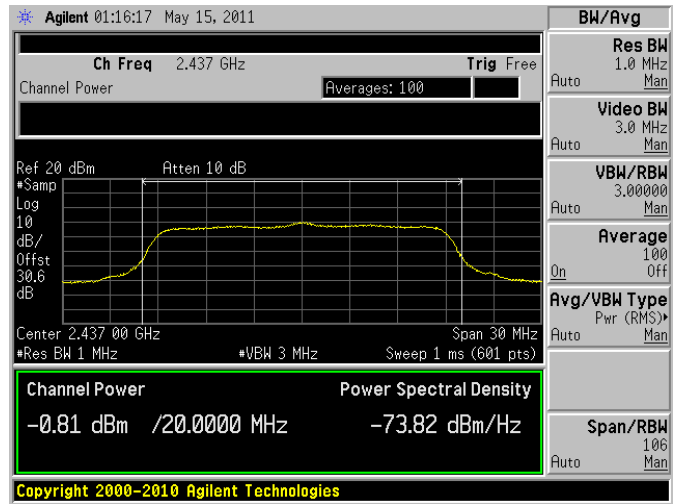 Agilent 01:16:17 May 15, 2011
BW/Avg
Ch Freq 2.437 GHz Trig Free
Channel Power Averages: 100
Ref 20 dBm Atten 10 dB
#Samp
Log
10
dB/
Offst
30.6
dB
Center 2.437 00 GHz Span 30 MHz
#Res BW 1 MHz #VBW 3 MHz Sweep 1 ms (601 pts)
Channel Power Power Spectral Density
-0.81 dBm /20.0000 MHz -73.82 dBm/Hz
Res BW
1.0 MHz
Auto Man
Video BW
3.0 MHz
Auto Man
VBW/RBW
3.00000
Auto Man
Average
100
On Off
Avg/VBW Type
Pwr (RMS)
Auto Man
Span/RBW
106
Auto Man
Copyright 2000-2010 Agilent Technologies